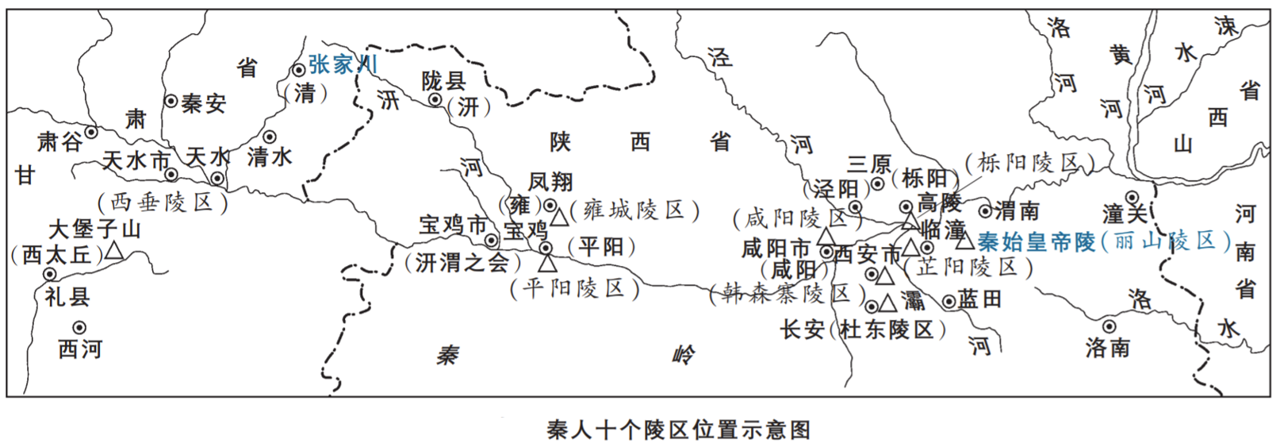 甘
肃
省
陕
西
省
山
西
省
河
南
省
张家川
(清)
秦安
肃谷
天水市
天水
清水
(西垂陵区)
大堡子山
(西太丘)
礼县
西河
陇县
(汧)
汧
河
凤翔
(雍)
(雍城陵区)
宝鸡市
宝鸡
(平阳)
(汧渭之会)
(平阳陵区)
秦
岭
泾
河
三原
(泾阳)
(栎阳)
(栎阳陵区)
高陵
渭南
潼关
(咸阳陵区)
临潼
秦始皇帝陵(丽山陵区)
咸阳市
(咸阳)
西安市
(芷阳陵区)
(韩森寨陵区)
灞
河
蓝田
长安(杜东陵区)
洛
河
黄
河
涑
水
河
洛
水
洛南
秦人十个陵区位置示意图